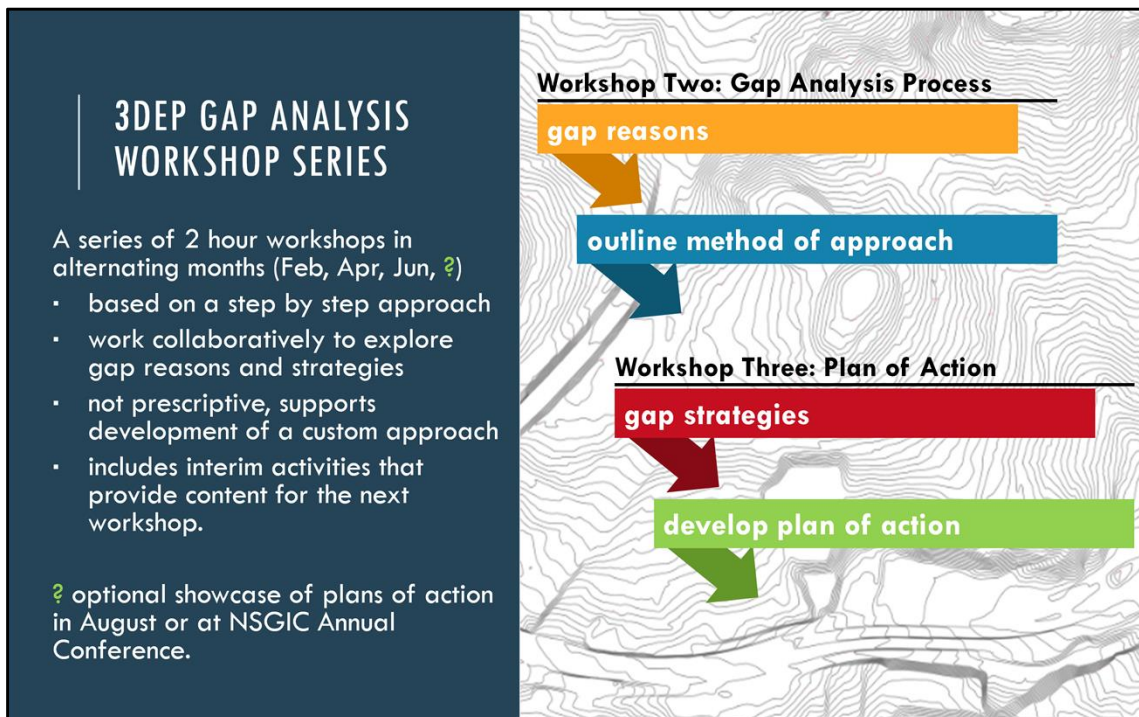 3DEP GAP ANALYSIS
WORKSHOP SERIES
A series of 2 hour workshops in
alternating months (Feb, Apr, Jun, ?)
▪ based on a step by step approach
▪ work collaboratively to explore
gap reasons and strategies
▪ not prescriptive, supports
development of a custom approach
▪ includes interim activities that
provide content for the next
workshop.
? optional showcase of plans of action
in August or at NSGIC Annual
Conference.
Workshop Two: Gap Analysis Process
gap reasons
outline method of approach
Workshop Three: Plan of Action
gap strategies
develop plan of action